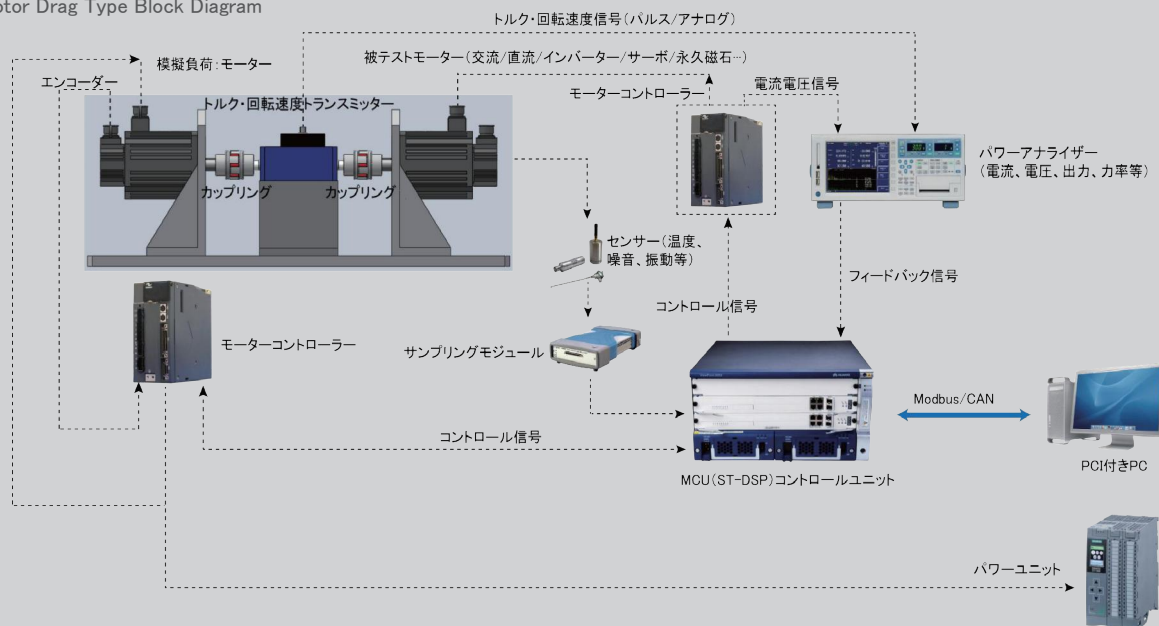 otor Drag Type Block Diagram
トルク・回転速度信号(パルス/アナログ)
模擬負荷:モーター
被テストモーター(交流/直流/インバーター/サーボ/永久磁石…)
エンコーダー
モーターコントローラー
電流電圧信号
トルク・回転速度トランスミッター
パワーアナライザー
(電流、電圧、出力、力率等)
カップリング
カップリング
センサー(温度、
噪音、振動等)
フィードバック信号
コントロール信号
モーターコントローラー
サンプリングモジュール
Modbus/CAN
コントロール信号
PCI付きPC
MCU(ST-DSP)コントロールユニット
パワーユニット